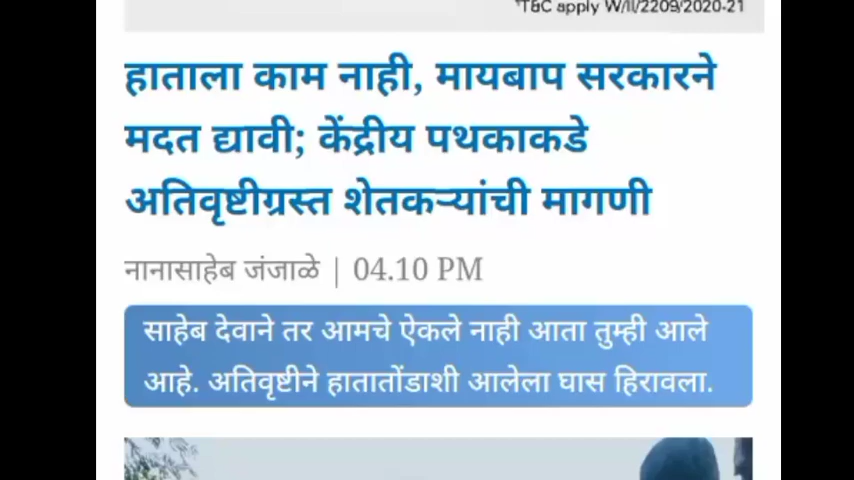 *T&C apply W/II/2209/2020-21
हाताला काम नाही, मायबाप सरकारने
मदत द्यावी; केंद्रीय पथकाकडे
अतिवृष्टीग्रस्त शेतकऱ्यांची मागणी
नानासाहेब जंजाळे | 04.10 PM
साहेब देवाने तर आमचे ऐकले नाही आता तुम्ही आले
आहे. अतिवृष्टीने हातातोंडाशी आलेला घास हिरावला.